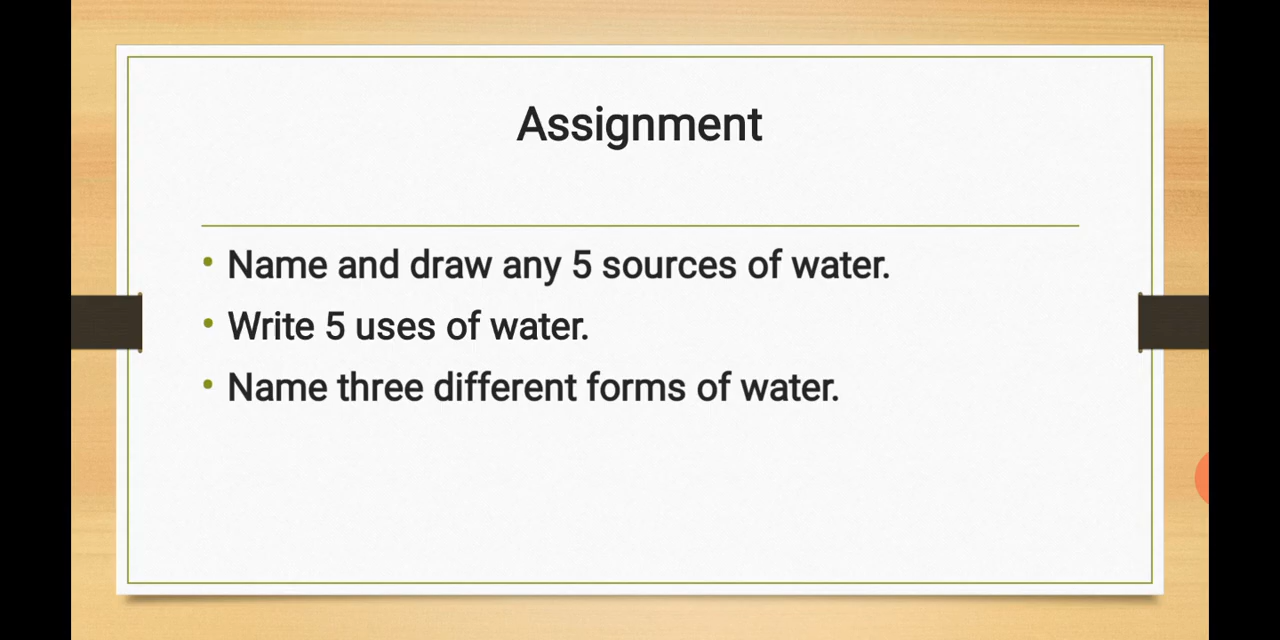 Assignment
• Name and draw any 5 sources of water.
• Write 5 uses of water.
• Name three different forms of water.